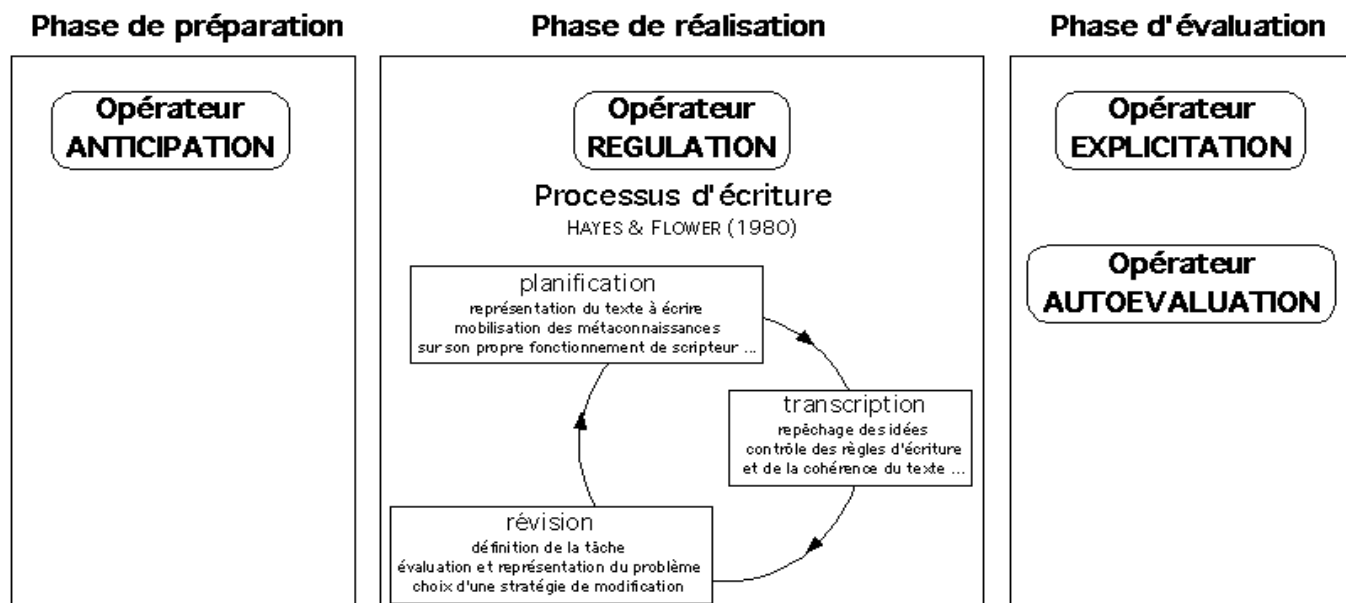 Phase de préparation
Phase de réalisation
Phase d'évaluation
Opérateur
ANTICIPATION
Opérateur
REGULATION
Processus d'écriture
HAYES & FLOWER (1980)
planification
représentation du texte à écrire
mobilisation des métaconnaissances
sur son propre fonctionnement de scripteur ...
transcription
repêchage des idées
contrôle des règles d'écriture
et de la cohérence du texte ...
révision
définition de la tâche
évaluation et représentation du problème
choix d'une stratégie de modification
Opérateur
EXPLICITATION
Opérateur
AUTOEVALUATION